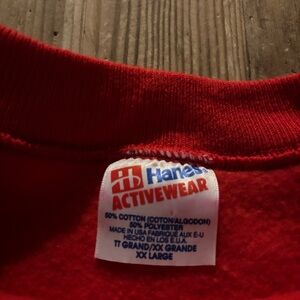 Hanes
ACTIVEWEAR
50% COTTON (COTON/ALGODON)
50% POLYESTER
MADE IN USA FABRIQUE AUX E-U
HECHO EN LOS E.U.A.
TT GRAND/XX GRANDE
XX LARGE